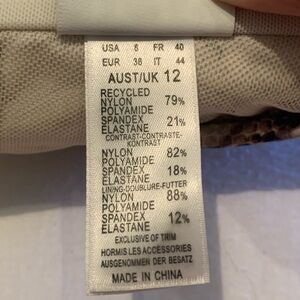 USA 8 FR 40
EUR 38 IT 44
AUST/UK 12
RECYCLED
NYLON 79%
POLYAMIDE
SPANDEX 21%
ELASTANE
CONTRAST-CONTRASTE-
KONTRAST
NYLON 82%
POLYAMIDE
SPANDEX 18%
ELASTANE
LINING-DOUBLURE-FUTTER
NYLON 88%
POLYAMIDE
SPANDEX 12%
ELASTANE
EXCLUSIVE OF TRIM
HORMIS LES ACCESSORIES
AUSGENOMMEN DER BESATZ
MADE IN CHINA